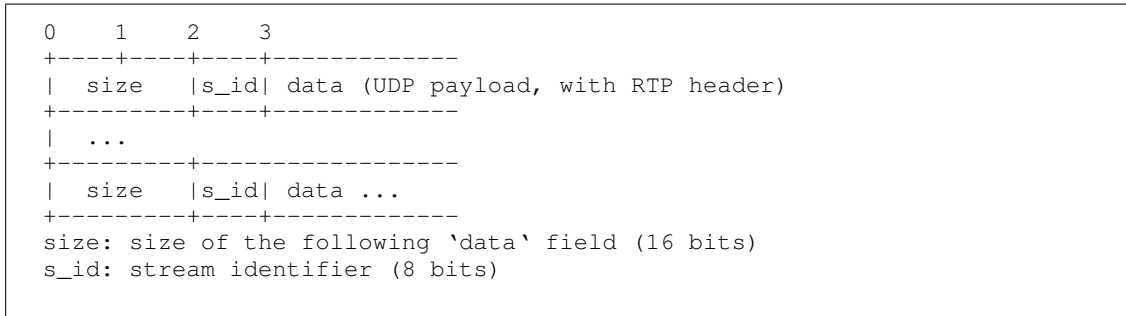 0    1    2    3
+----+----+----+-------------
|  size   |s_id| data (UDP payload, with RTP header)
+---------+----+-------------
|  ...
+---------+------------------
|  size   |s_id| data ...
+---------+----+-------------
size: size of the following ‘data‘ field (16 bits)
s_id: stream identifier (8 bits)